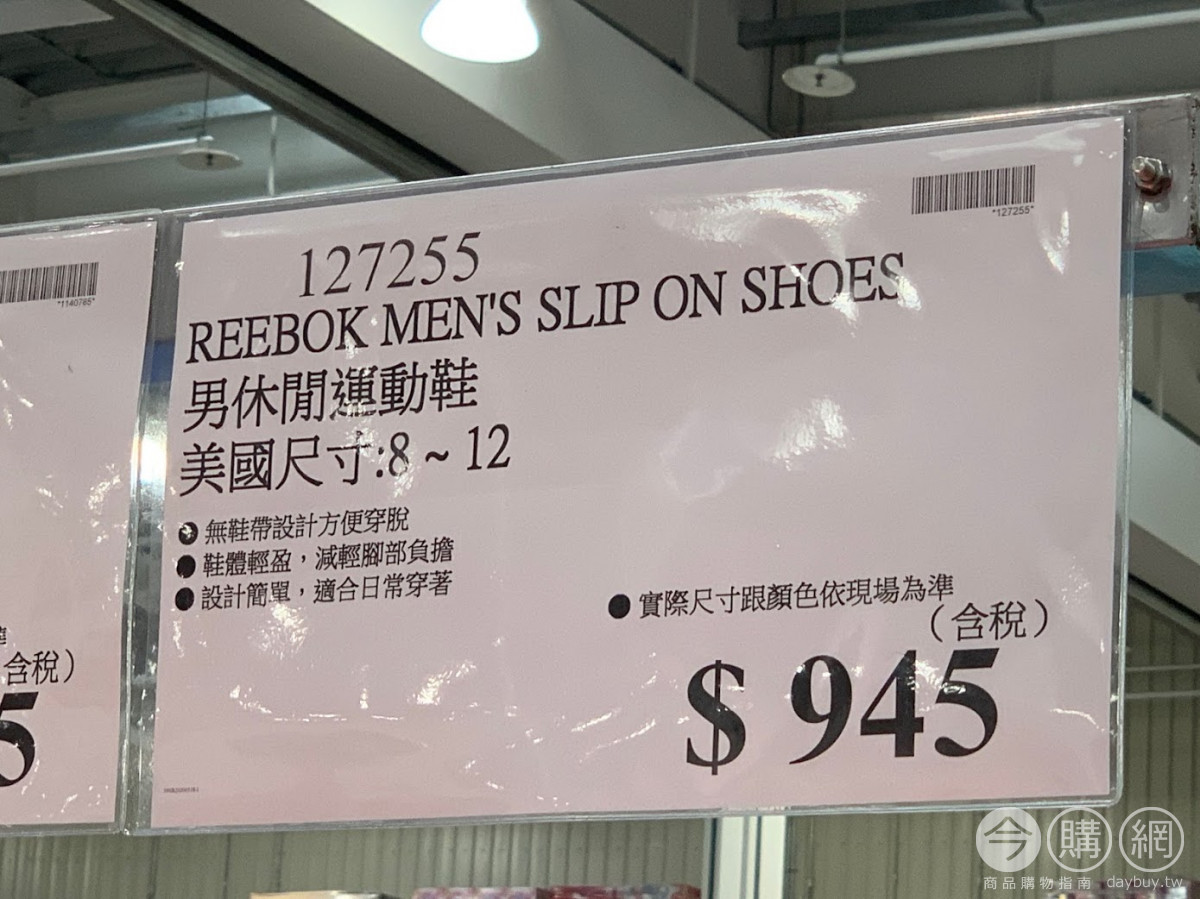 *1140785*
*127255*
127255
REEBOK MEN'S SLIP ON SHOES
男休閒運動鞋
美國尺寸:8 ~ 12
● 無鞋帶設計方便穿脫
● 鞋體輕盈，減輕腳部負擔
● 設計簡單，適合日常穿著
● 實際尺寸跟顏色依現場為準
（含稅）
$ 945
含稅）
5
今購網
商品購物指南 daybuy.tw